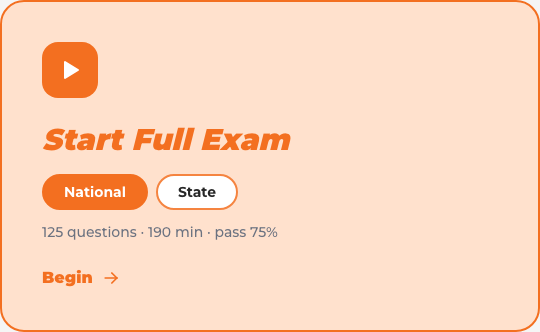 Start Full Exam
National State
125 questions · 190 min · pass 75%
Begin →